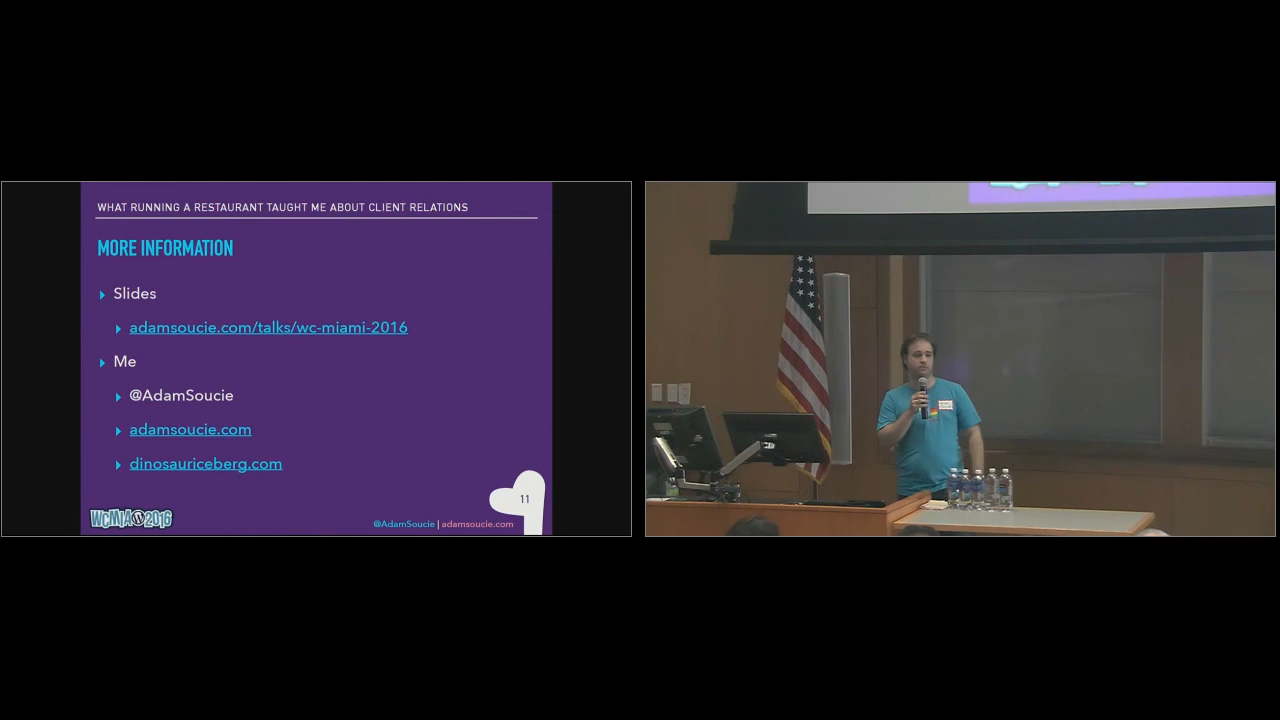 WHAT RUNNING A RESTAURANT TAUGHT ME ABOUT CLIENT RELATIONS
MORE INFORMATION
Slides
adamsoucie.com/talks/wc-miami-2016
Me
@AdamSoucie
adamsoucie.com
dinosauriceberg.com
11
WCMIA 2016
@AdamSoucie | adamsoucie.com